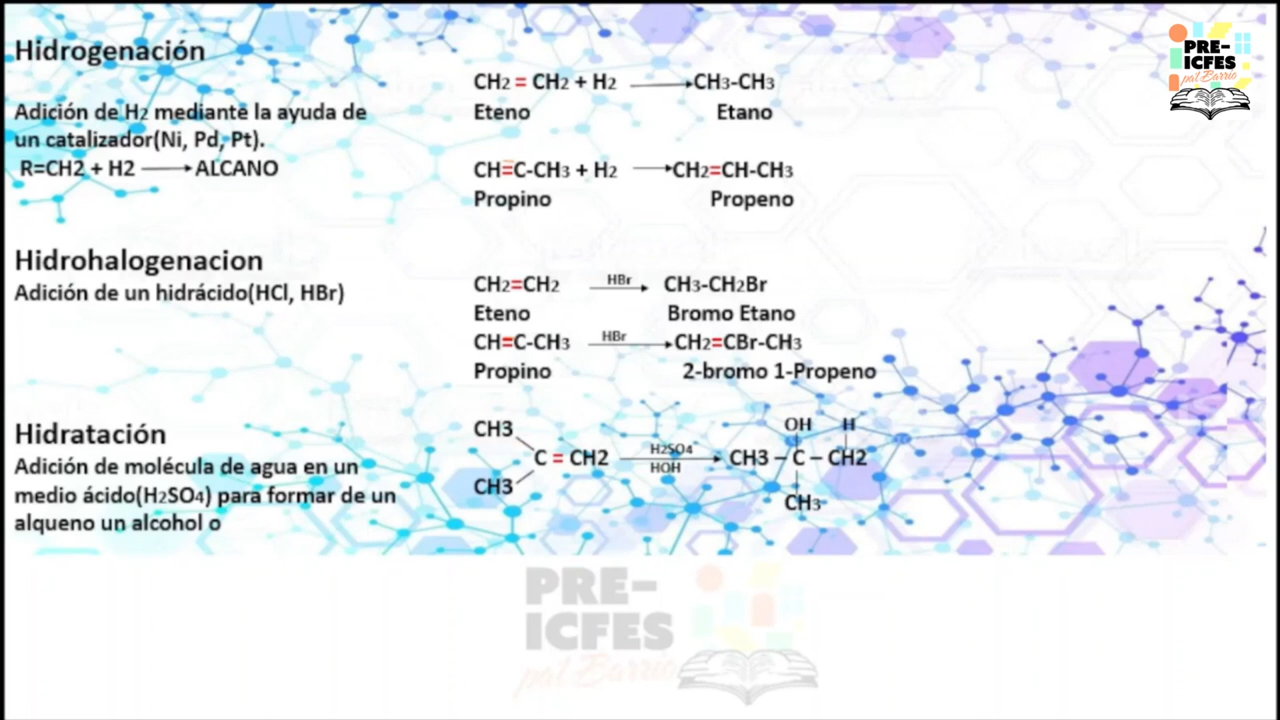 Hidrogenación
Adición de H2 mediante la ayuda de
un catalizador(Ni, Pd, Pt).
R=CH2 + H2 ⟶ ALCANO
CH2 = CH2 + H2 ⟶ CH3-CH3
Eteno Etano
CH≡C-CH3 + H2 ⟶ CH2=CH-CH3
Propino Propeno
Hidrohalogenacion
Adición de un hidrácido(HCl, HBr)
CH2=CH2 HBr ⟶ CH3-CH2Br
Eteno Bromo Etano
CH=C-CH3 HBr ⟶ CH2=CBr-CH3
Propino 2-bromo 1-Propeno
Hidratación
Adición de molécula de agua en un
medio ácido(H2SO4) para formar de un
alqueno un alcohol o
CH3 OH H
C = CH2 H2SO4 ⟶ CH3 – C – CH2
HOH
CH3 CH3
PRE-
ICFES
pa'l Barrio
PRE-
ICFES
pa'l Barrio